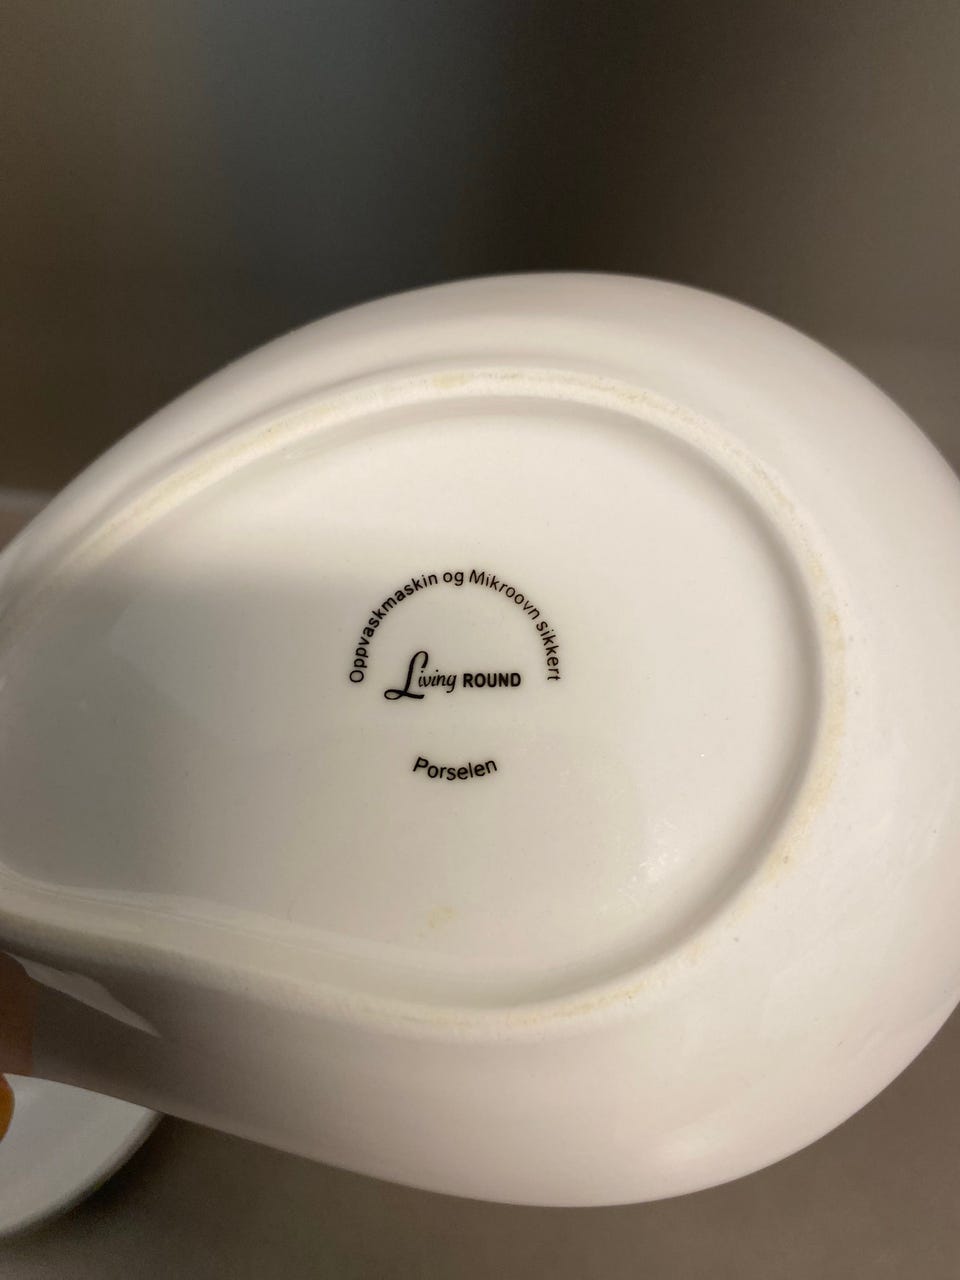 Oppvaskmaskin og Mikroovn sikkert
Living ROUND
Porselen